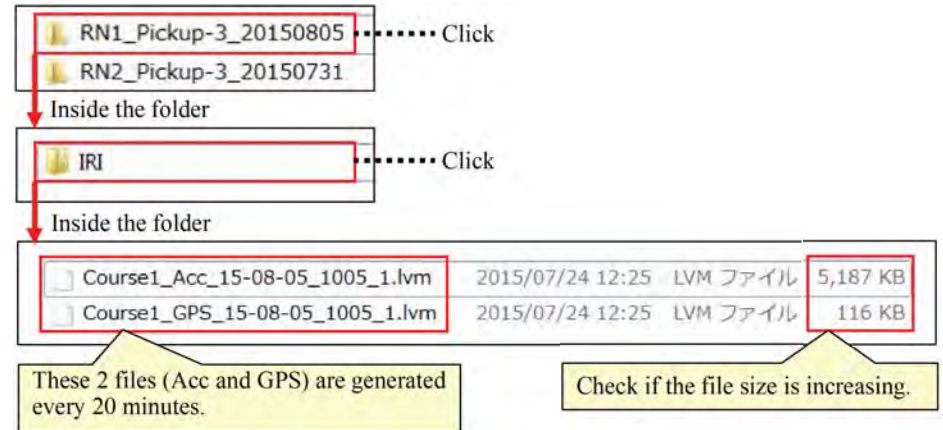 RN1_Pickup-3_20150805 Click
RN2_Pickup-3_20150731
Inside the folder
IRI Click
Inside the folder
Course1_Acc_15-08-05_1005_1.lvm 2015/07/24 12:25 LVM ファイル 5,187 KB
Course1_GPS_15-08-05_1005_1.lvm 2015/07/24 12:25 LVM ファイル 116 KB
These 2 files (Acc and GPS) are generated
every 20 minutes.
Check if the file size is increasing.